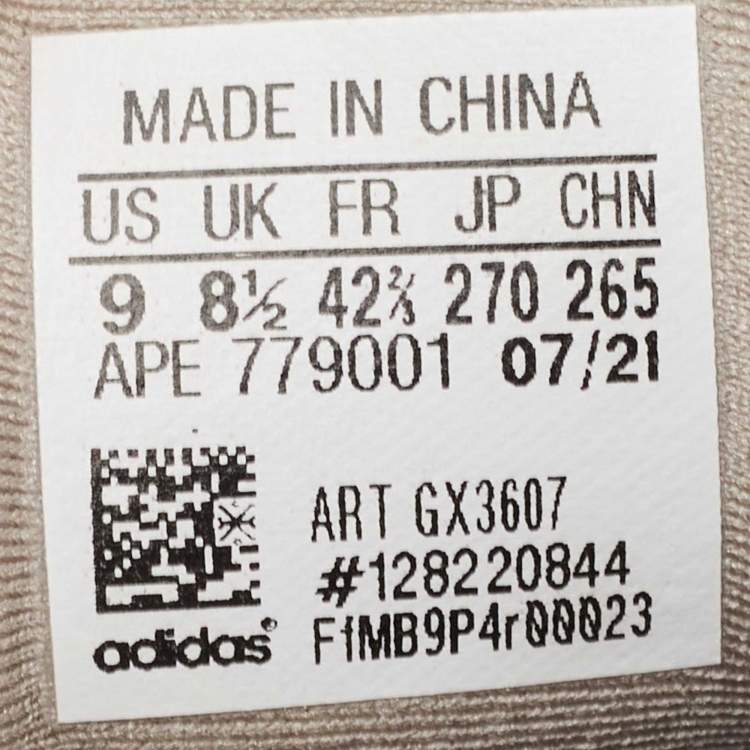 MADE IN CHINA
US UK FR JP CHN
9 8½ 42⅔ 270 265
APE 779001 07/21
ART GX3607
#128220844
adidas® F1MB9P4r00023